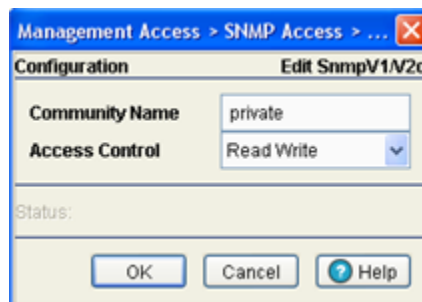 Management Access > SNMP Access > ...
Configuration Edit SnmpV1/V2c
Community Name private
Access Control Read Write
Status:
OK Cancel Help